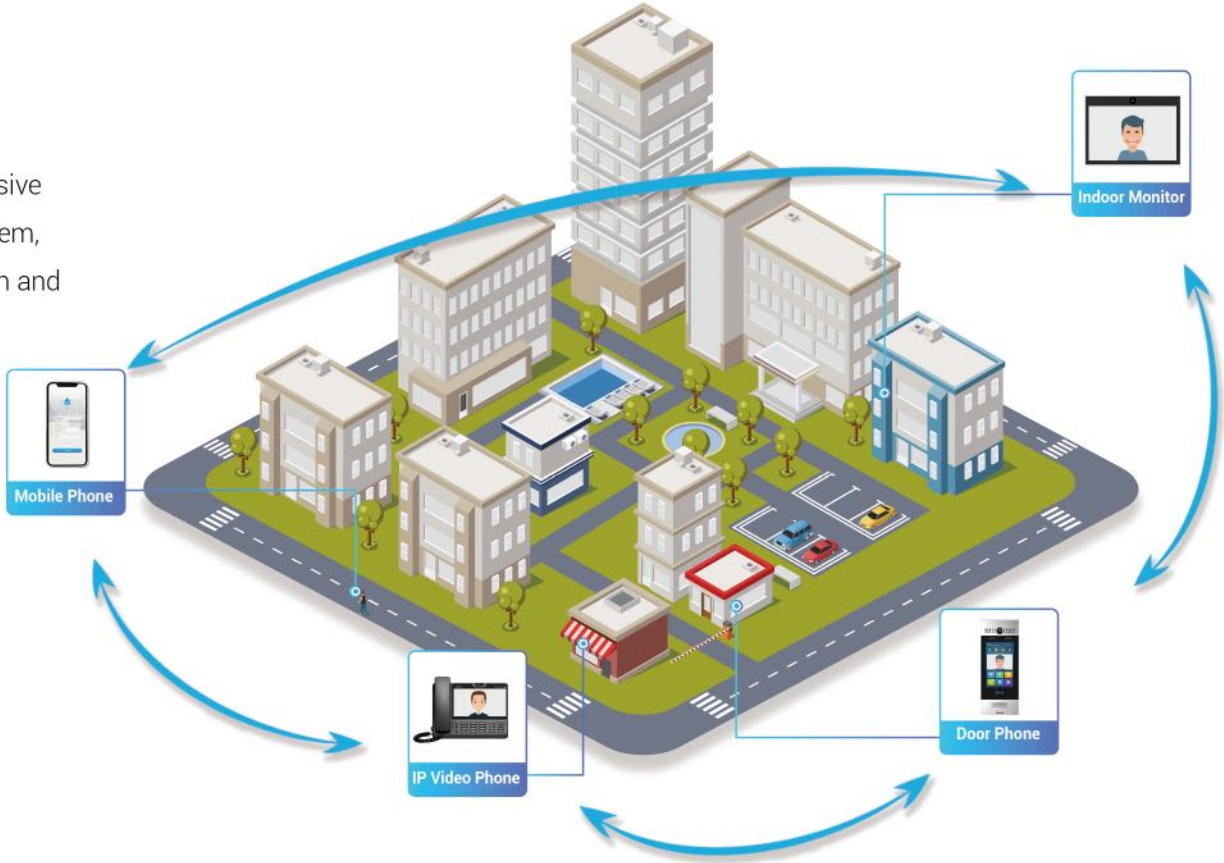 sive
em,
n and
Indoor Monitor
Mobile Phone
IP Video Phone
Door Phone